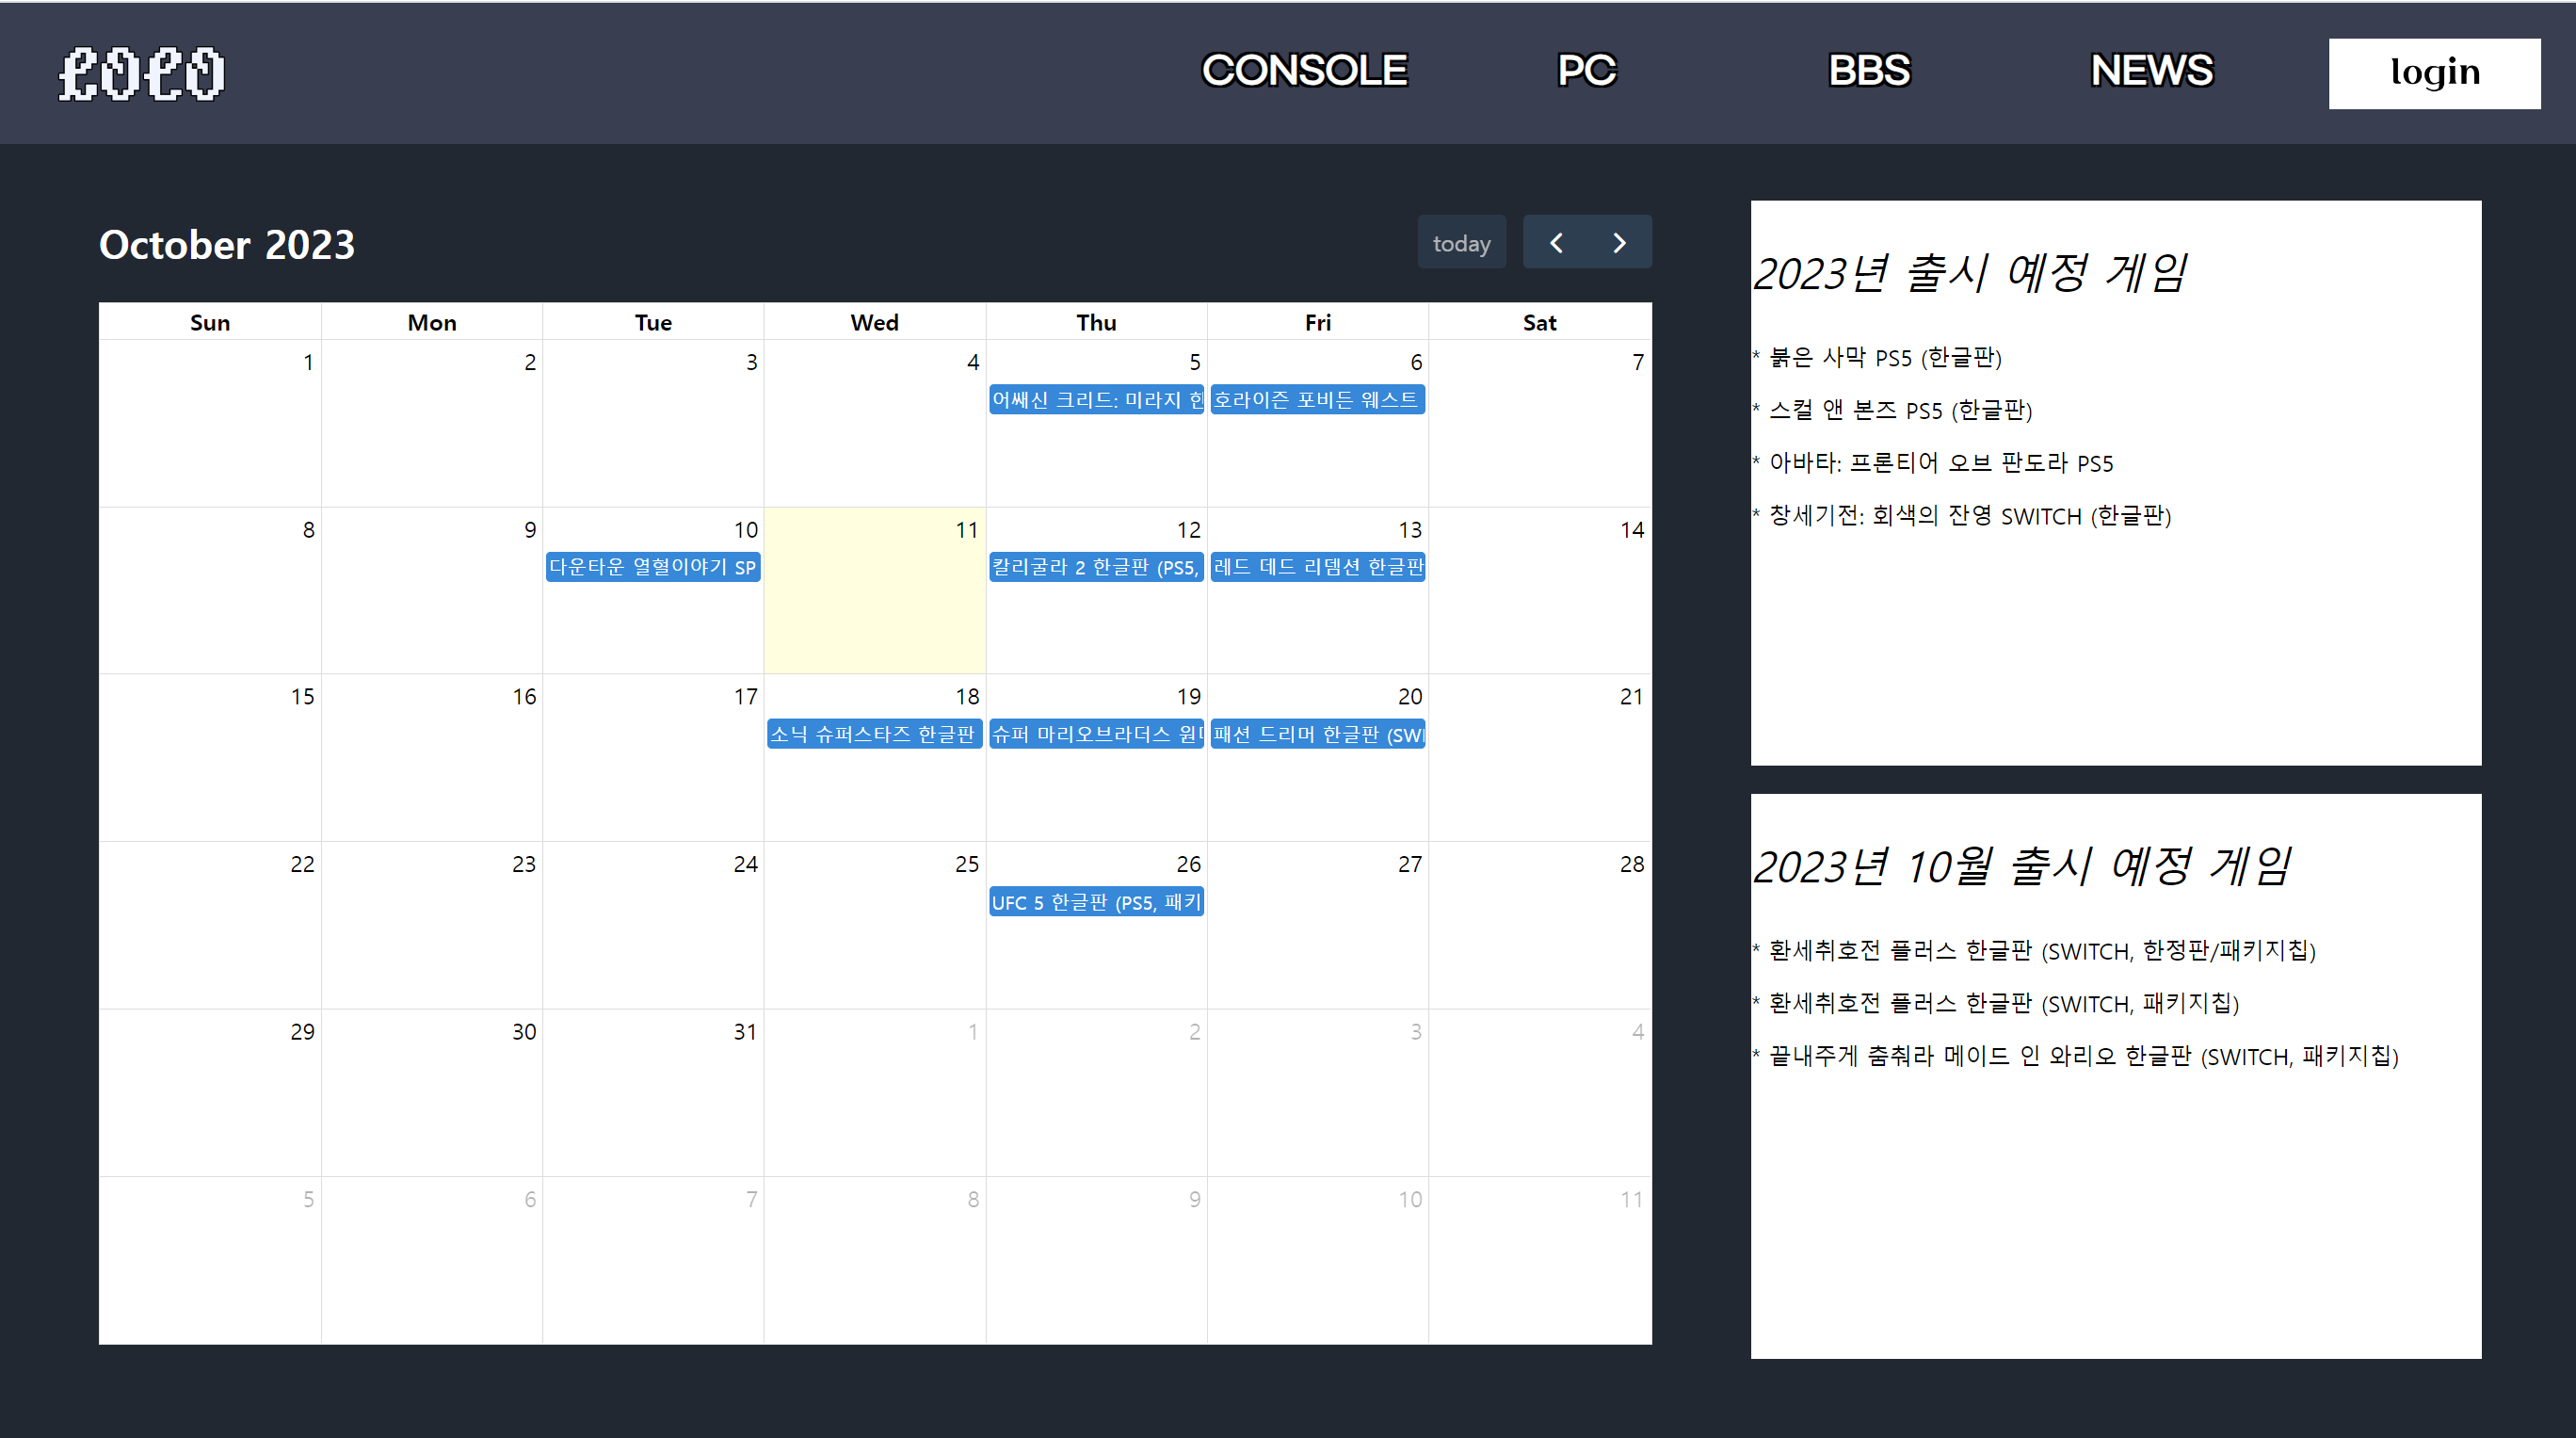 COCO
CONSOLE
PC
BBS
NEWS
login
October 2023
today
Sun Mon Tue Wed Thu Fri Sat
1 2 3 4 5 6 7
어쌔신 크리드: 미라지 한
호라이즌 포비든 웨스트
8 9 10 11 12 13 14
다운타운 열혈이야기 SP
칼리굴라 2 한글판 (PS5,
레드 데드 리뎀션 한글판
15 16 17 18 19 20 21
소닉 슈퍼스타즈 한글판
슈퍼 마리오브라더스 원더
패션 드리머 한글판 (SWI
22 23 24 25 26 27 28
UFC 5 한글판 (PS5, 패키
29 30 31 1 2 3 4
5 6 7 8 9 10 11
2023년 출시 예정 게임
* 붉은 사막 PS5 (한글판)
* 스컬 앤 본즈 PS5 (한글판)
* 아바타: 프론티어 오브 판도라 PS5
* 창세기전: 회색의 잔영 SWITCH (한글판)
2023년 10월 출시 예정 게임
* 환세취호전 플러스 한글판 (SWITCH, 한정판/패키지칩)
* 환세취호전 플러스 한글판 (SWITCH, 패키지칩)
* 끝내주게 춤춰라 메이드 인 와리오 한글판 (SWITCH, 패키지칩)